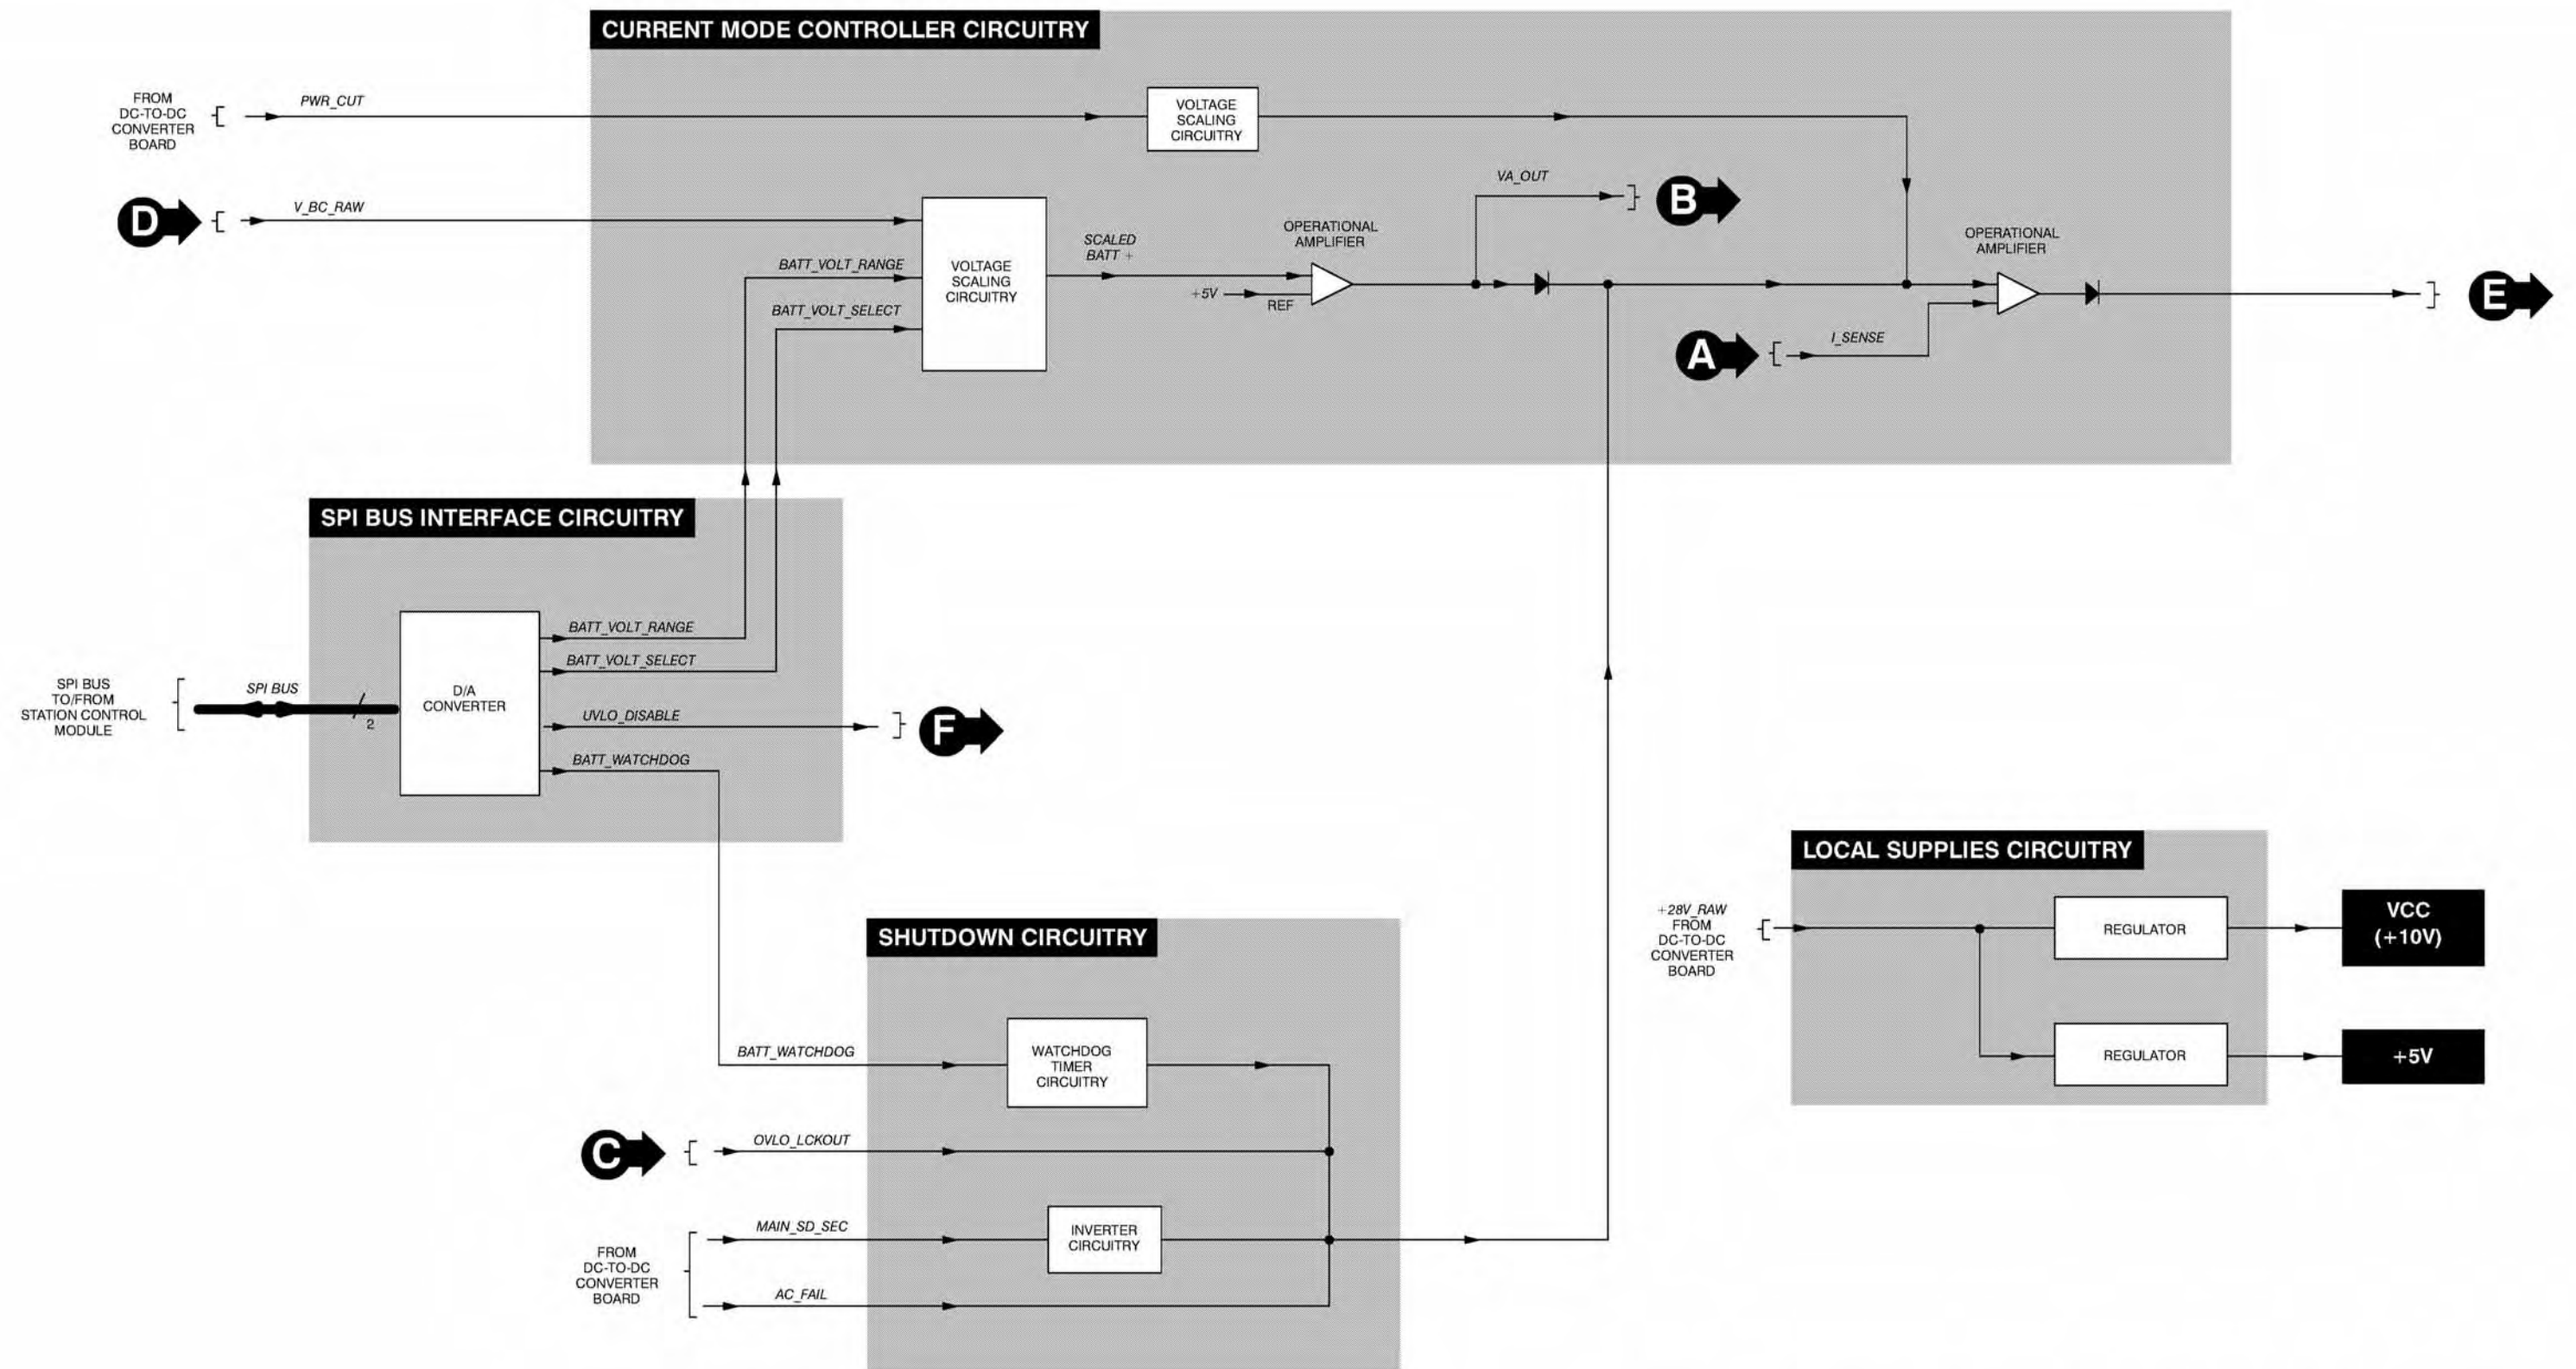 CURRENT MODE CONTROLLER CIRCUITRY
FROM
DC-TO-DC
CONVERTER
BOARD
PWR_CUT
VOLTAGE
SCALING
CIRCUITRY
D
V_BC_RAW
BATT_VOLT_RANGE
BATT_VOLT_SELECT
VOLTAGE
SCALING
CIRCUITRY
SCALED
BATT +
+5V
REF
OPERATIONAL
AMPLIFIER
VA_OUT
B
OPERATIONAL
AMPLIFIER
A
I_SENSE
E
SPI BUS INTERFACE CIRCUITRY
SPI BUS
TO/FROM
STATION CONTROL
MODULE
SPI BUS
2
D/A
CONVERTER
BATT_VOLT_RANGE
BATT_VOLT_SELECT
UVLO_DISABLE
BATT_WATCHDOG
F
SHUTDOWN CIRCUITRY
BATT_WATCHDOG
WATCHDOG
TIMER
CIRCUITRY
C
OVLO_LCKOUT
FROM
DC-TO-DC
CONVERTER
BOARD
MAIN_SD_SEC
INVERTER
CIRCUITRY
AC_FAIL
LOCAL SUPPLIES CIRCUITRY
+28V_RAW
FROM
DC-TO-DC
CONVERTER
BOARD
REGULATOR
VCC
(+10V)
REGULATOR
+5V